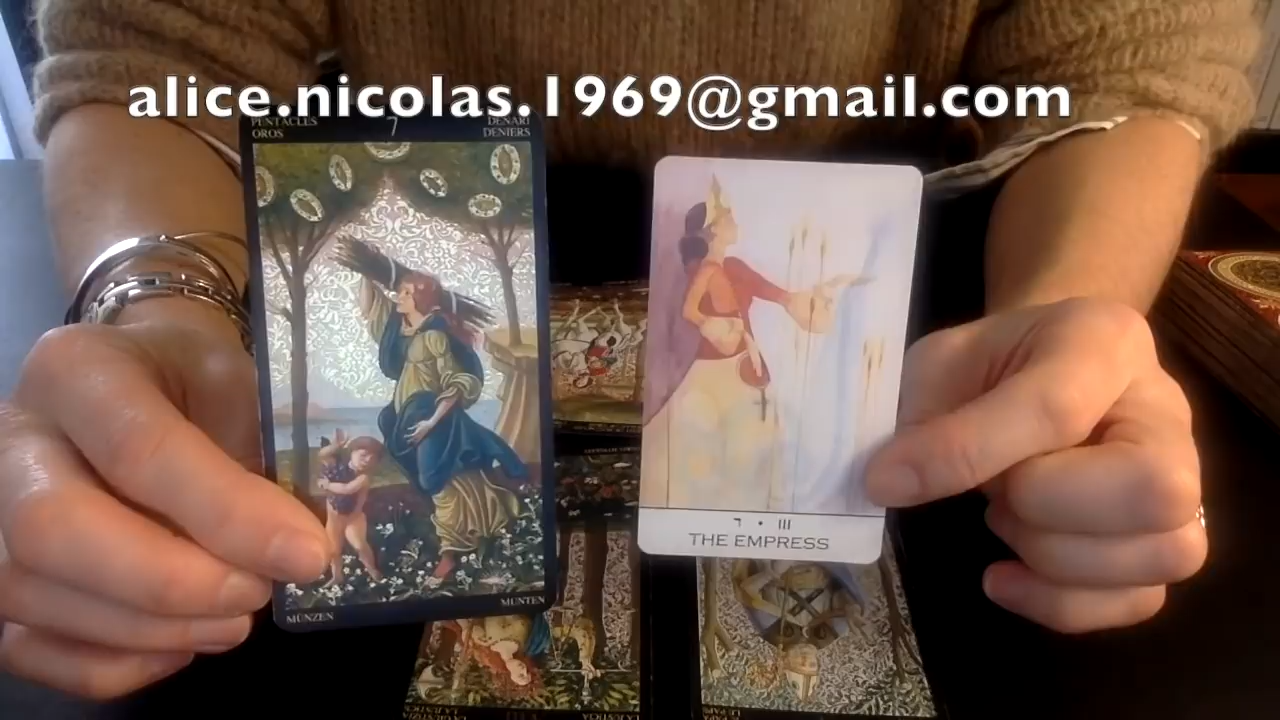 alice.nicolas.1969@gmail.com
PENTACLES
OROS
7
DENARI
DENIERS
ד • III
THE EMPRESS
MÜNZEN
MUNTEN